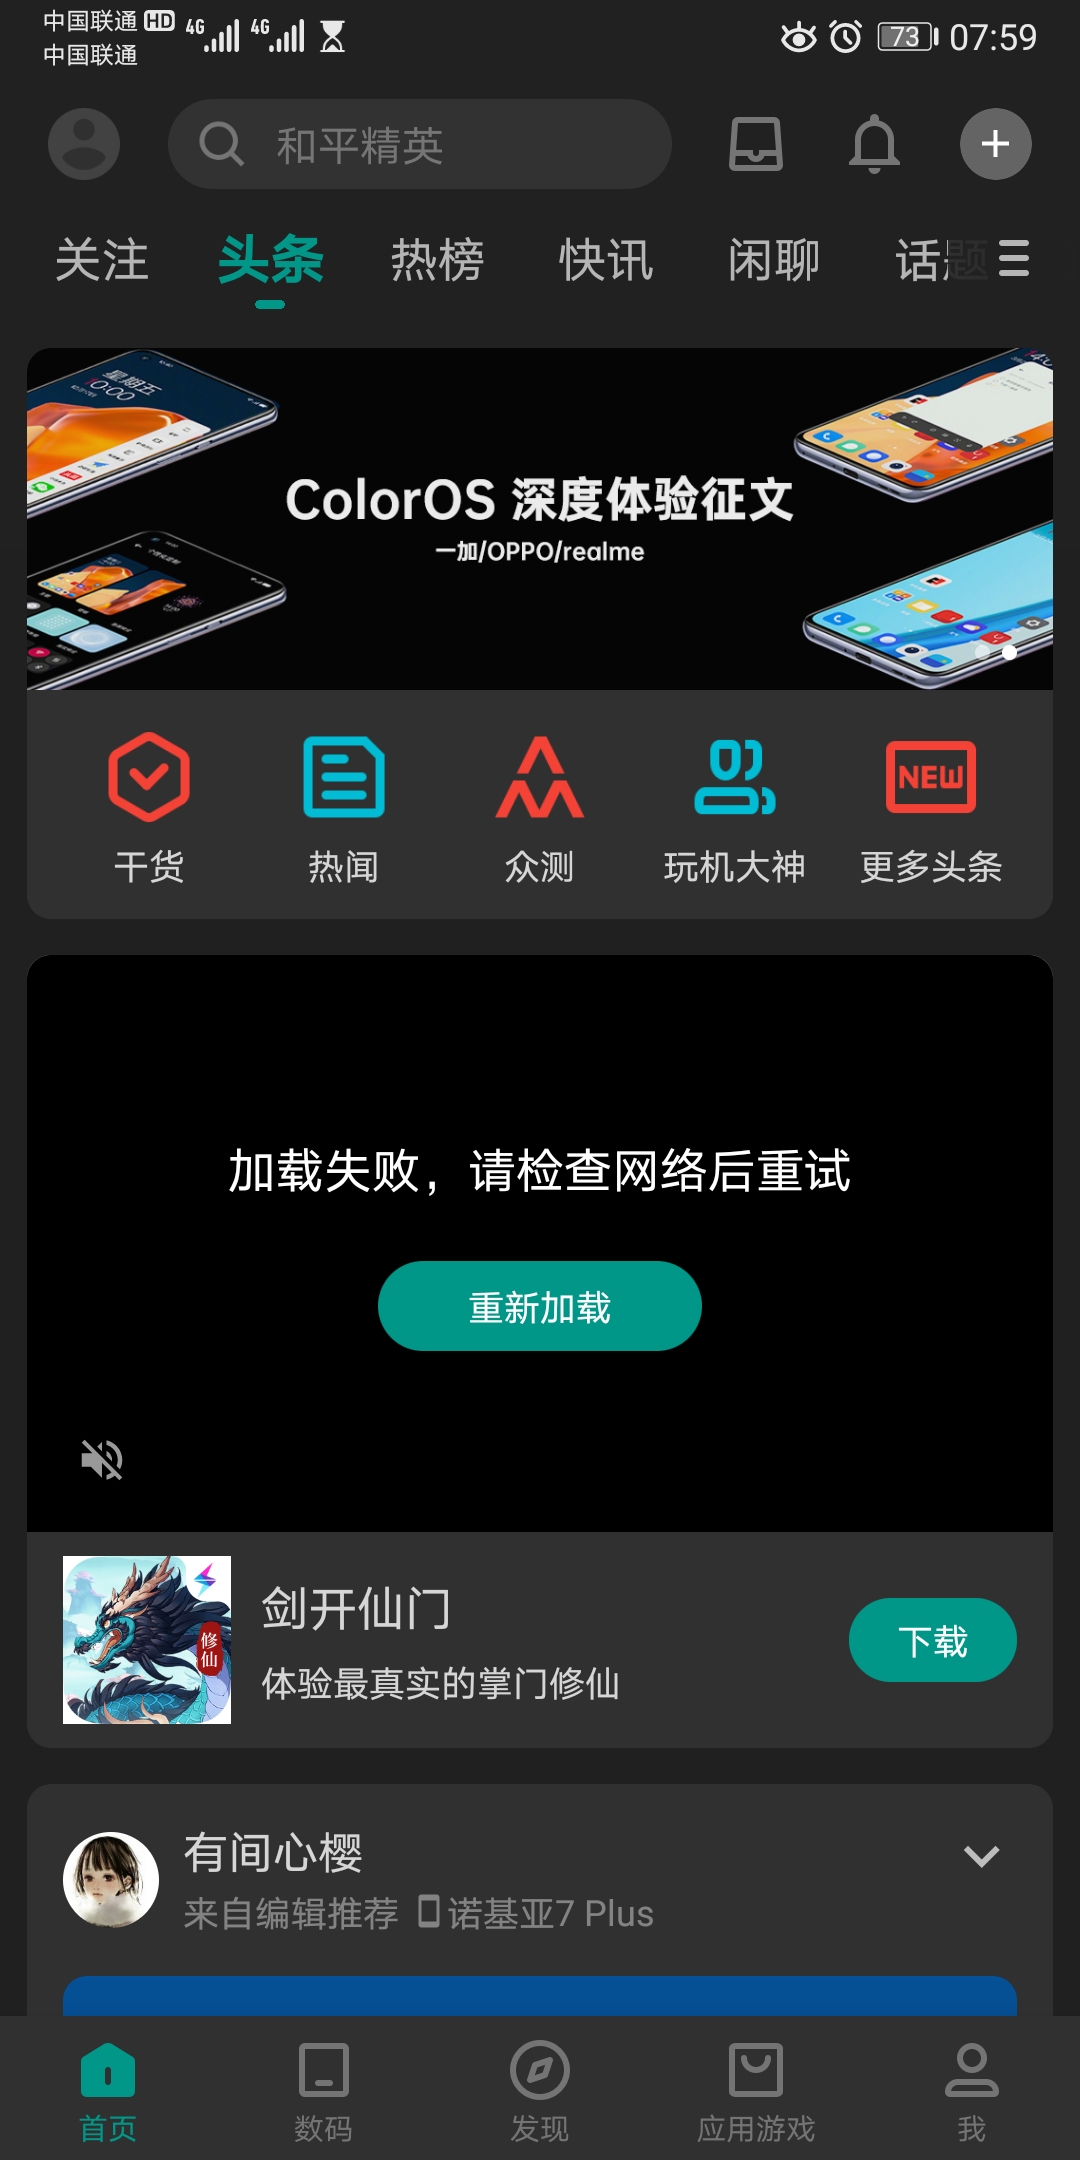 中国联通 HD 4G 4G 73 07:59
中国联通
和平精英
关注 头条 热榜 快讯 闲聊 话题
星期五
10:00
ColorOS 深度体验征文
一加/OPPO/realme
NEW
干货 热闻 众测 玩机大神 更多头条
加载失败，请检查网络后重试
重新加载
修仙
剑开仙门
体验最真实的掌门修仙
下载
有间心樱
来自编辑推荐 诺基亚7 Plus
首页 数码 发现 应用游戏 我